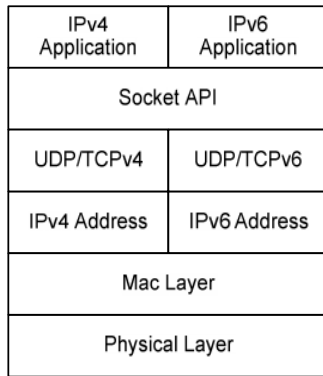 IPv4
Application
IPv6
Application
Socket API
UDP/TCPv4
UDP/TCPv6
IPv4 Address
IPv6 Address
Mac Layer
Physical Layer